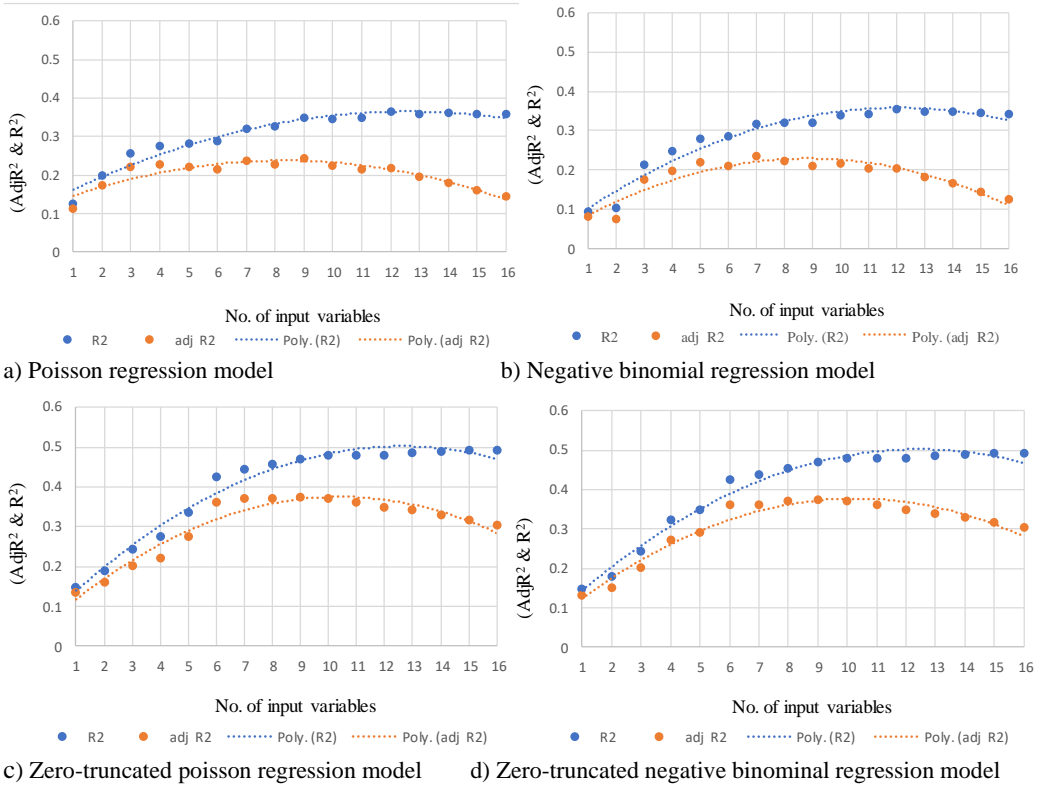 0.6
0.5
0.4
0.3
0.2
0.1
0
(AdjR² & R²)
1 2 3 4 5 6 7 8 9 10 11 12 13 14 15 16
No. of input variables
R2 adj R2 Poly. (R2) Poly. (adj R2)
a) Poisson regression model
0.6
0.5
0.4
0.3
0.2
0.1
0
(AdjR² & R²)
1 2 3 4 5 6 7 8 9 10 11 12 13 14 15 16
No. of input variables
R2 adj R2 Poly. (R2) Poly. (adj R2)
b) Negative binomial regression model
0.6
0.5
0.4
0.3
0.2
0.1
0
(AdjR² & R²)
1 2 3 4 5 6 7 8 9 10 11 12 13 14 15 16
No. of input variables
R2 adj R2 Poly. (R2) Poly. (adj R2)
c) Zero-truncated poisson regression model
0.6
0.5
0.4
0.3
0.2
0.1
0
(AdjR² & R²)
1 2 3 4 5 6 7 8 9 10 11 12 13 14 15 16
No. of input variables
R2 adj R2 Poly. (R2) Poly. (adj R2)
d) Zero-truncated negative binominal regression model